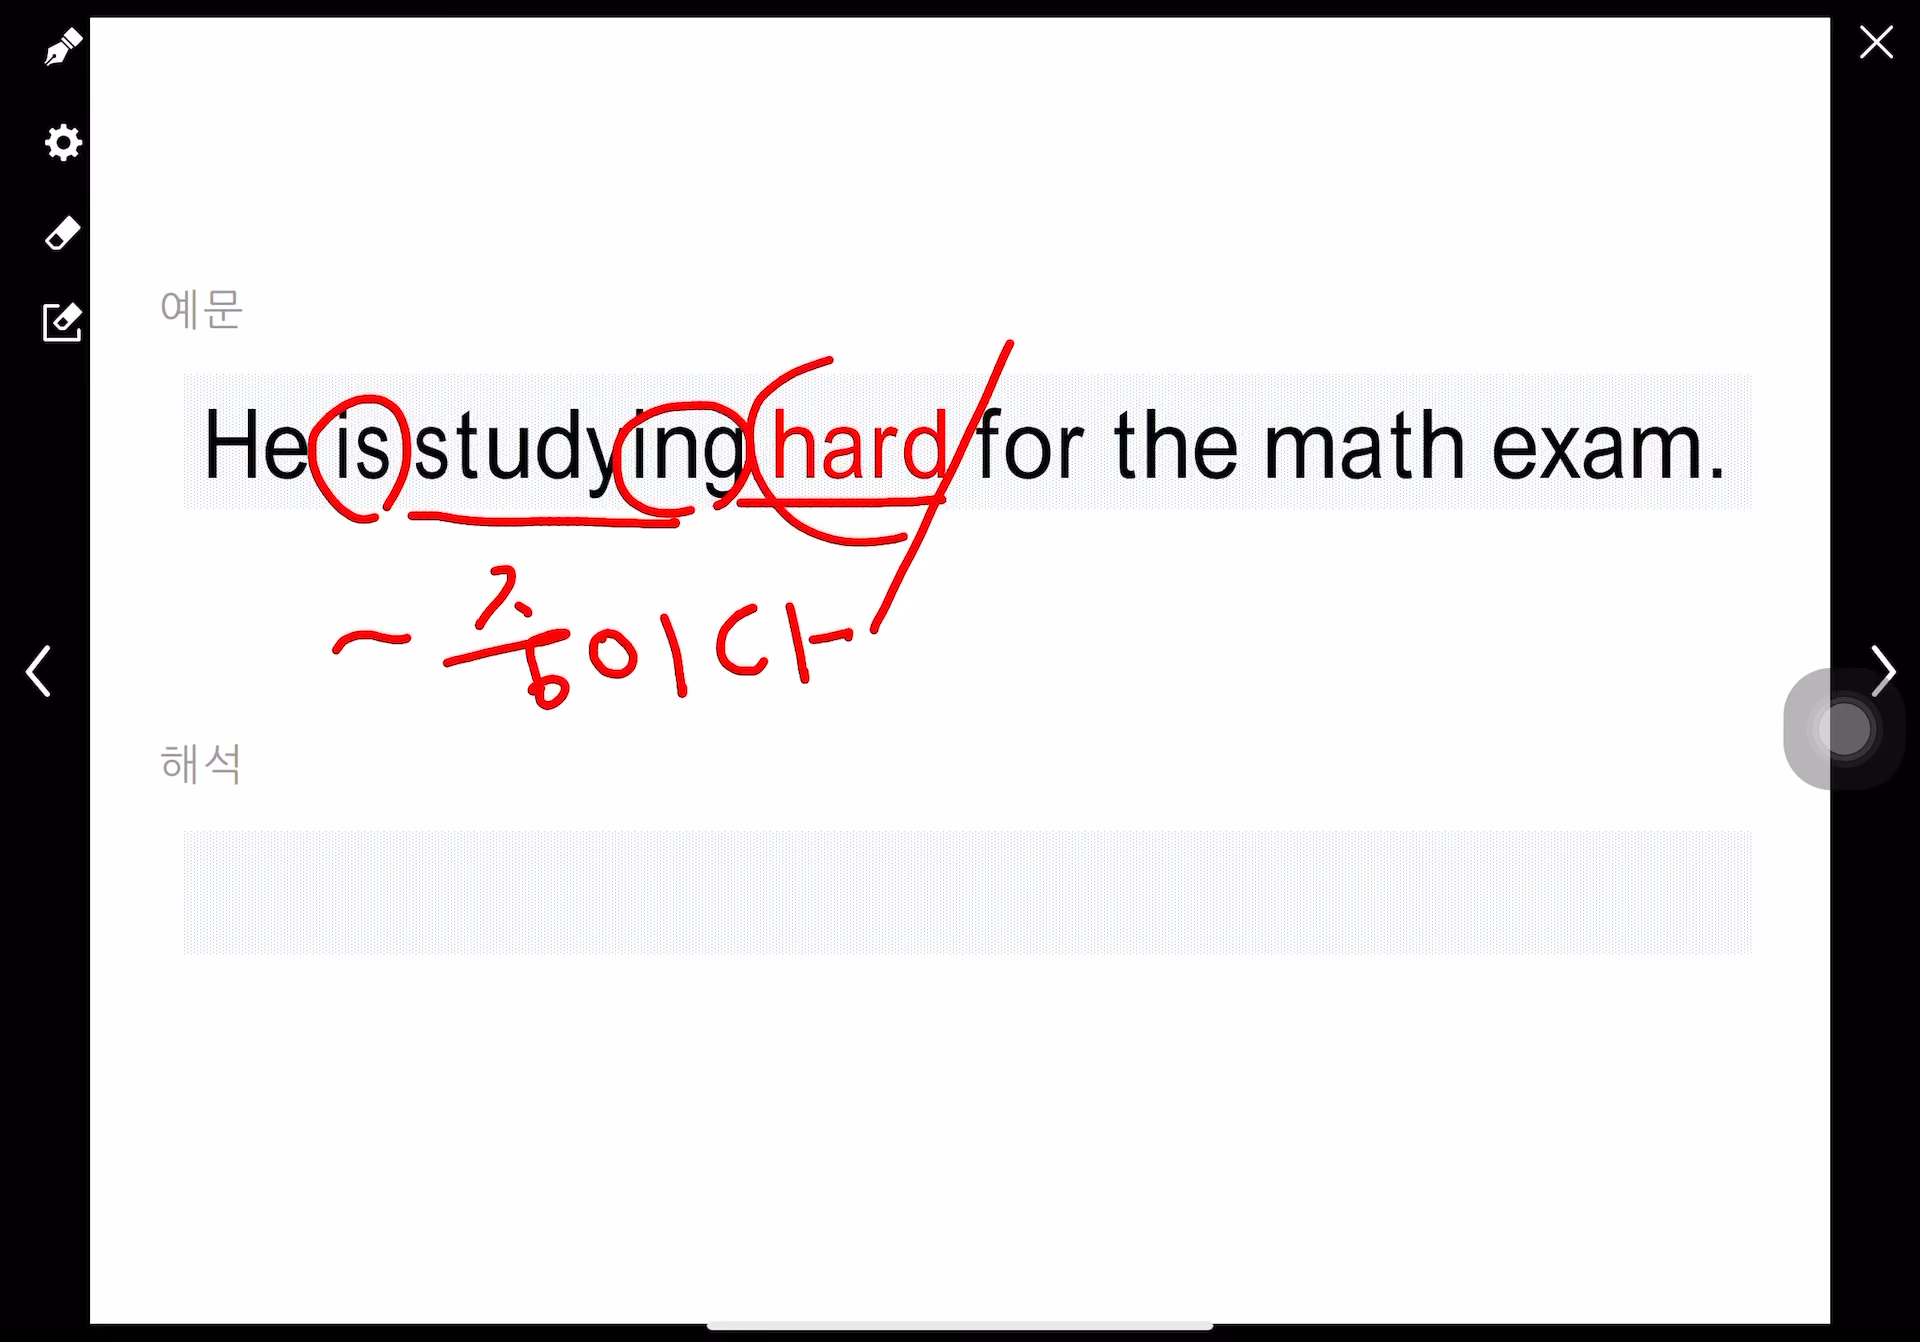 예문
He is studying hard for the math exam.
~ 중이다
해석